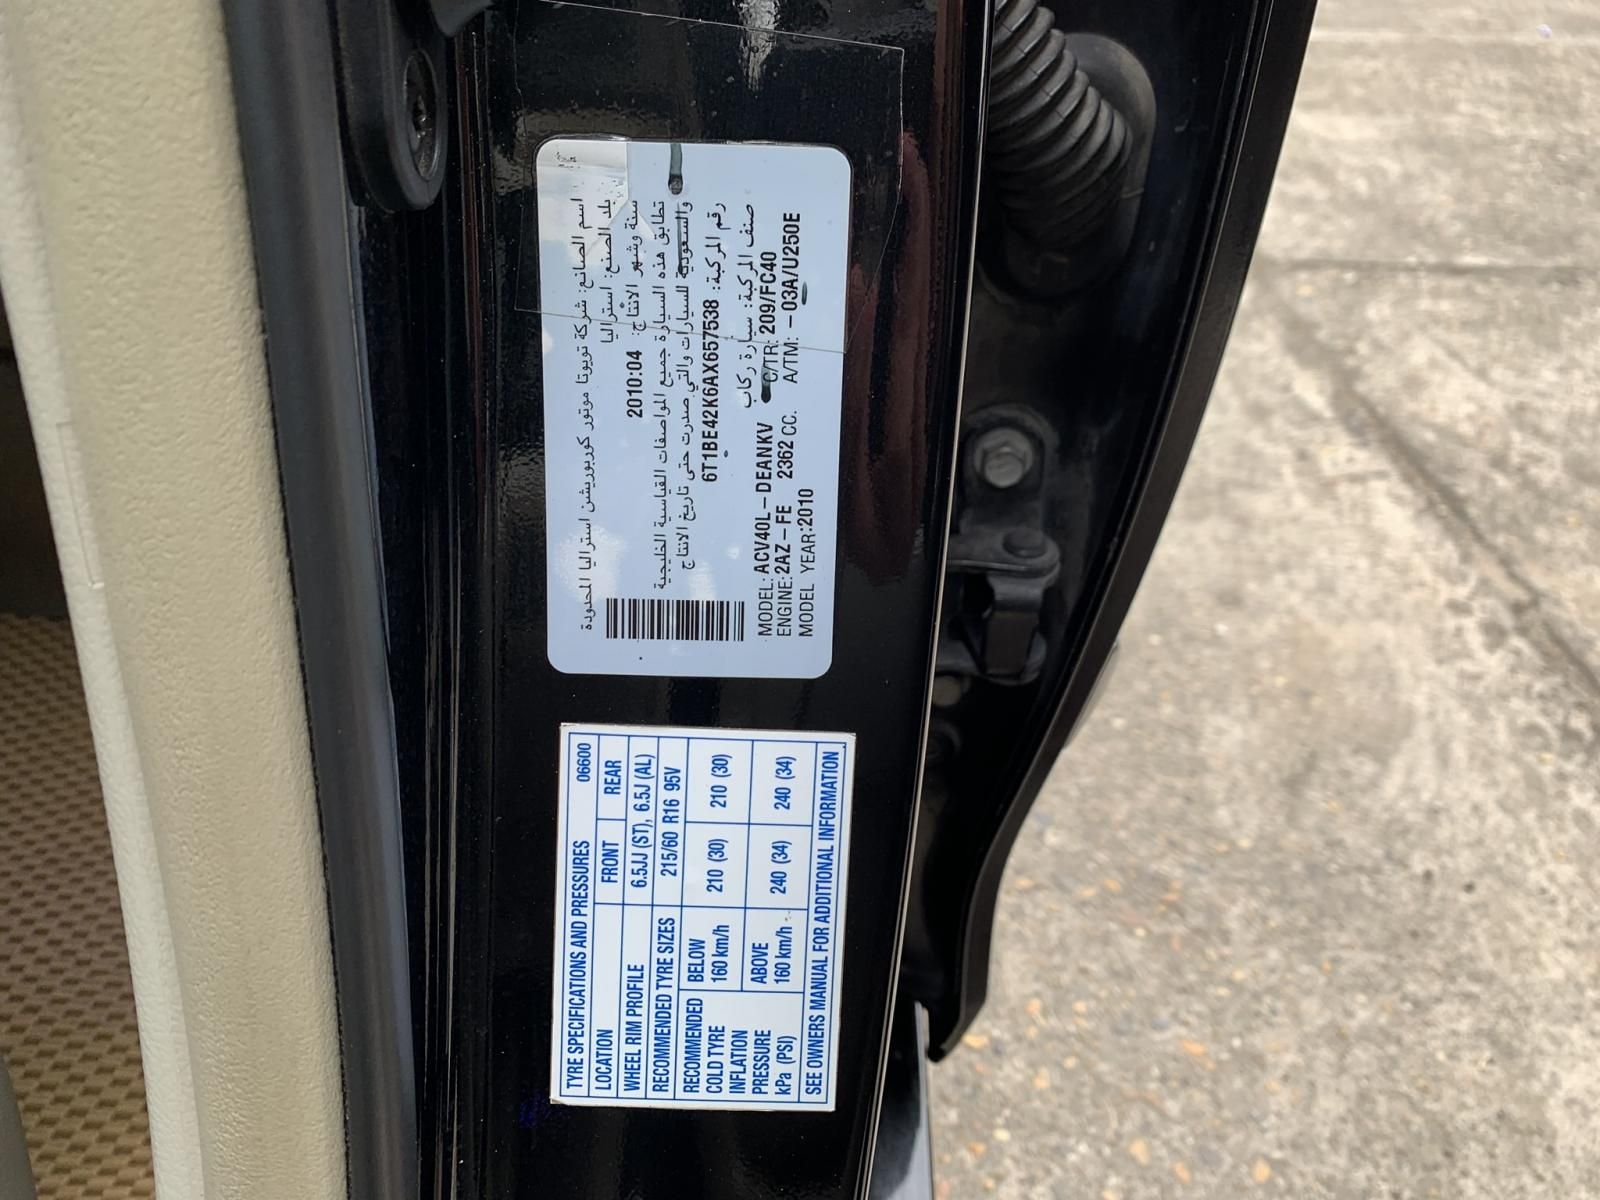 اسم الصانع: شركة تويوتا موتور كوربوريشن استراليا المحدودة
بلد الصنع: استراليا
سنة وشهر الانتاج: 2010:04
تطابق هذه السيارة جميع المواصفات القياسية الخليجية
والسعودية للسيارات والتي صدرت حتى تاريخ الانتاج
رقم المركبة: 6T1BE42K6AX657538
صنف المركبة: سيارة ركاب
MODEL: ACV40L-DEANKV C/TR: 209/FC40
ENGINE: 2AZ-FE 2362 CC. A/TM: -03A/U250E
MODEL YEAR:2010
TYRE SPECIFICATIONS AND PRESSURES 06600
LOCATION FRONT REAR
WHEEL RIM PROFILE 6.5JJ (ST), 6.5J (AL)
RECOMMENDED TYRE SIZES 215/60 R16 95V
RECOMMENDED COLD TYRE INFLATION PRESSURE kPa (PSI)
BELOW 160 km/h 210 (30) 210 (30)
ABOVE 160 km/h 240 (34) 240 (34)
SEE OWNERS MANUAL FOR ADDITIONAL INFORMATION